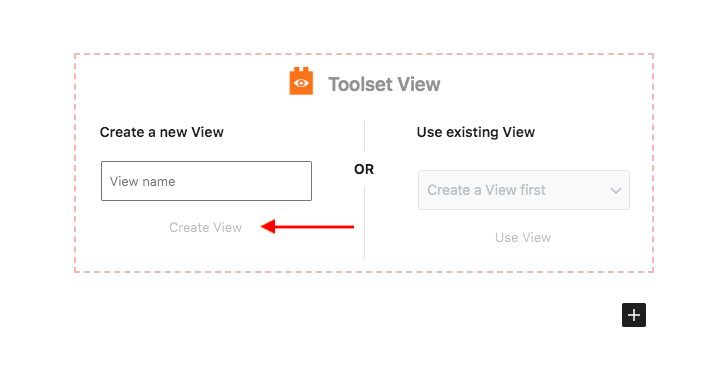 Toolset View
Create a new View
View name
Create View
OR
Use existing View
Create a View first
Use View